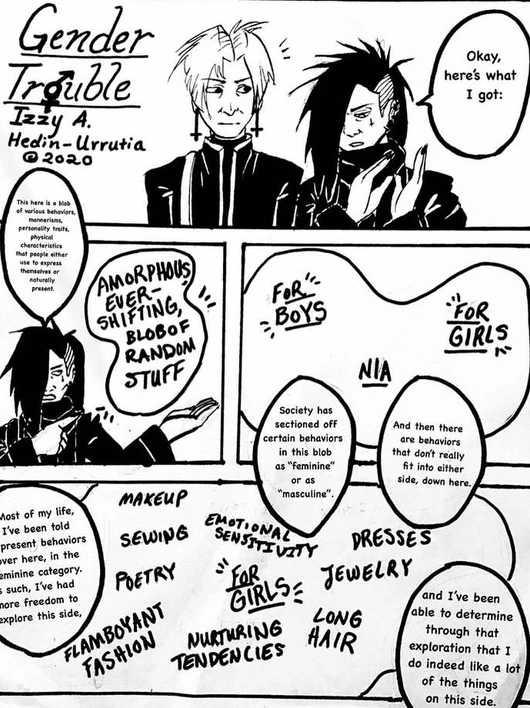 Gender
Trouble
Izzy A.
Hedin-Urrutia
©2020
Okay,
here's what
I got:
This here is a blob
of various behaviors,
mannerisms,
personality traits,
physical
characteristics
that people either
use to express
themselves or
naturally
present.
AMORPHOUS
EVER-
SHIFTING,
BLOB OF
RANDOM
STUFF
FOR
BOYS
"FOR
GIRLS
N/A
Society has
sectioned off
certain behaviors
in this blob
as "feminine"
or as
"masculine".
And then there
are behaviors
that don't really
fit into either
side, down here.
Most of my life,
I've been told
present behaviors
over here, in the
feminine category.
s such, I've had
more freedom to
explore this side,
MAKEUP
SEWING
EMOTIONAL
SENSITIVITY
DRESSES
POETRY
FOR
GIRLS
JEWELRY
FLAMBOYANT
FASHION
NURTURING
TENDENCIES
LONG
HAIR
and I've been
able to determine
through that
exploration that I
do indeed like a lot
of the things
on this side.